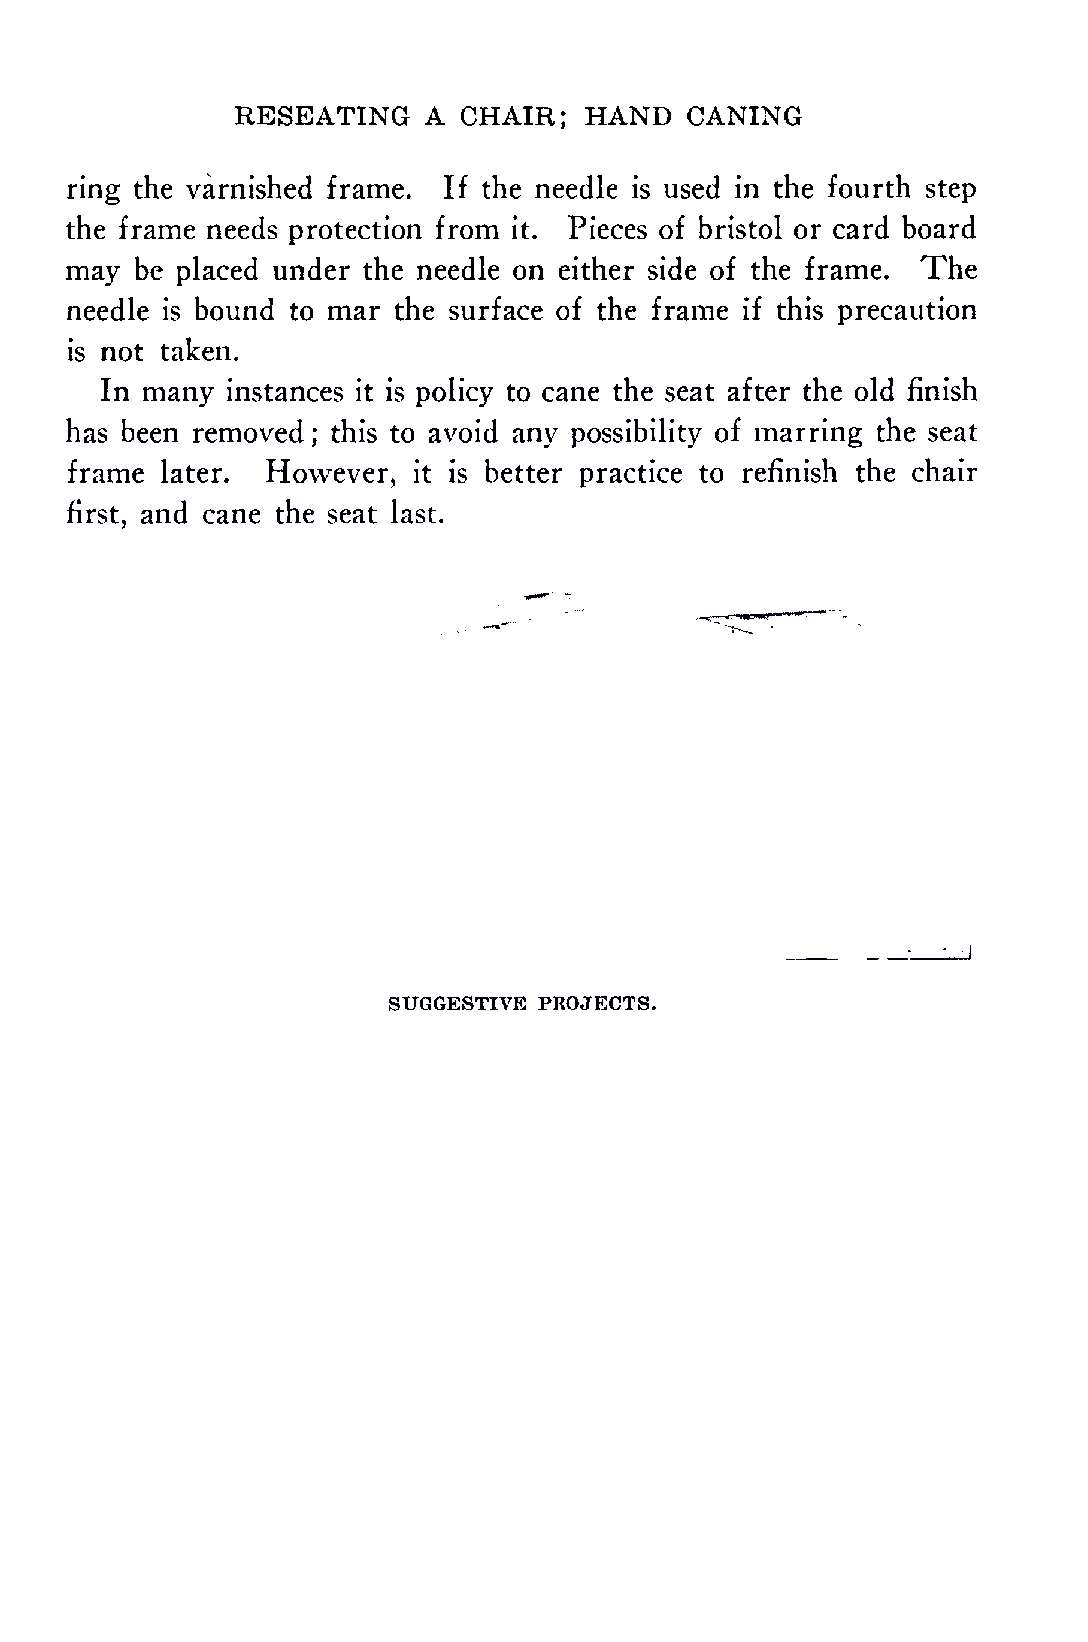 RESEATING A CHAIR; HAND CANING
ring the varnished frame. If the needle is used in the fourth step
the frame needs protection from it. Pieces of bristol or card board
may be placed under the needle on either side of the frame. The
needle is bound to mar the surface of the frame if this precaution
is not taken.
In many instances it is policy to cane the seat after the old finish
has been removed; this to avoid any possibility of marring the seat
frame later. However, it is better practice to refinish the chair
first, and cane the seat last.
SUGGESTIVE PROJECTS.